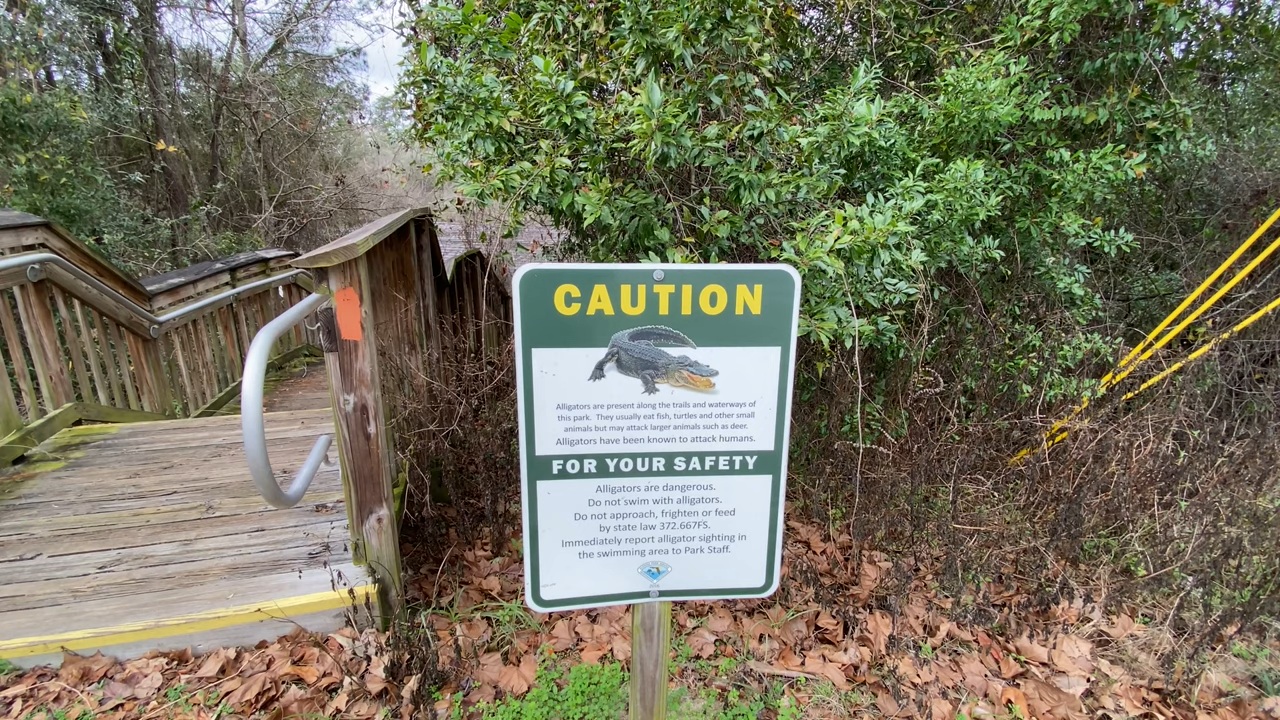 CAUTION
Alligators are present along the trails and waterways of
this park. They usually eat fish, turtles and other small
animals but may attack larger animals such as deer.
Alligators have been known to attack humans.
FOR YOUR SAFETY
Alligators are dangerous.
Do not swim with alligators.
Do not approach, frighten or feed
by state law 372.667FS.
Immediately report alligator sighting in
the swimming area to Park Staff.